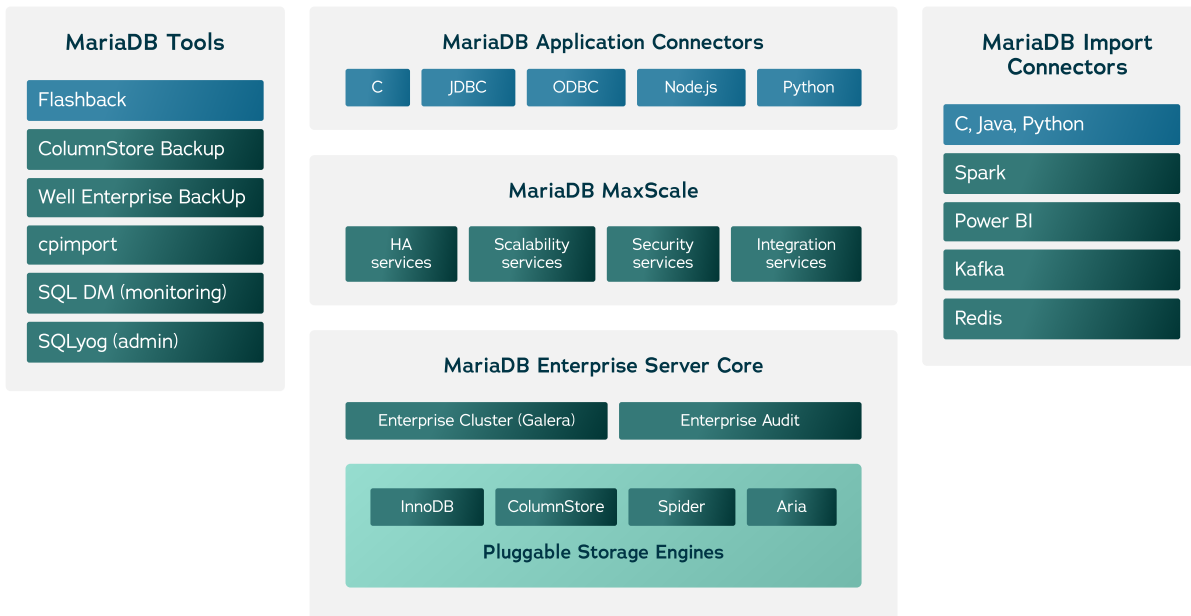 MariaDB Tools
Flashback
ColumnStore Backup
Well Enterprise BackUp
cpimport
SQL DM (monitoring)
SQLyog (admin)
MariaDB Application Connectors
C
JDBC
ODBC
Node.js
Python
MariaDB MaxScale
HA
services
Scalability
services
Security
services
Integration
services
MariaDB Enterprise Server Core
Enterprise Cluster (Galera)
Enterprise Audit
InnoDB
ColumnStore
Spider
Aria
Pluggable Storage Engines
MariaDB Import
Connectors
C, Java, Python
Spark
Power BI
Kafka
Redis